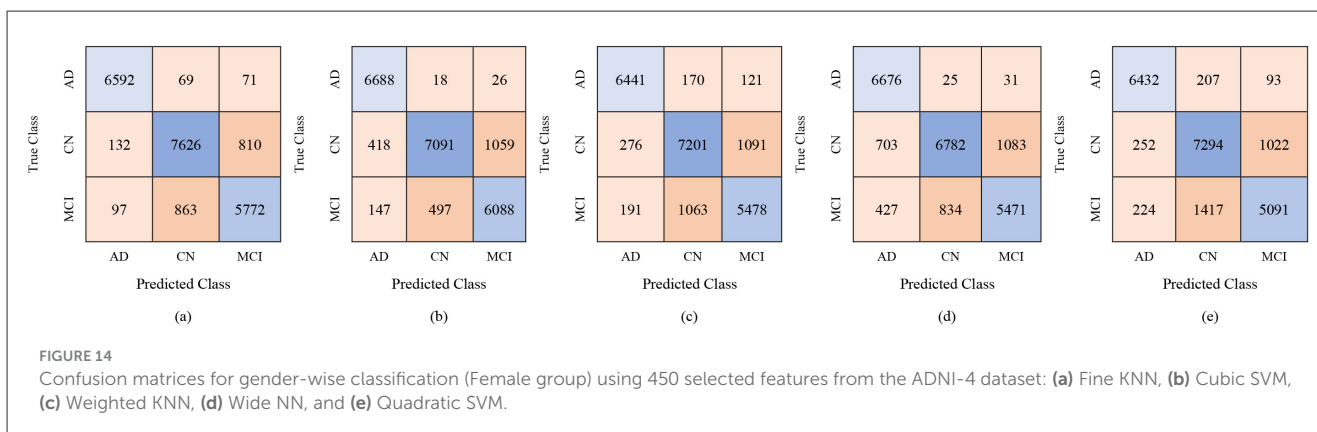 AD 6592 69 71
CN 132 7626 810
MCI 97 863 5772
True Class
AD CN MCI
Predicted Class
(a)
AD 6688 18 26
CN 418 7091 1059
MCI 147 497 6088
True Class
AD CN MCI
Predicted Class
(b)
AD 6441 170 121
CN 276 7201 1091
MCI 191 1063 5478
True Class
AD CN MCI
Predicted Class
(c)
AD 6676 25 31
CN 703 6782 1083
MCI 427 834 5471
True Class
AD CN MCI
Predicted Class
(d)
AD 6432 207 93
CN 252 7294 1022
MCI 224 1417 5091
True Class
AD CN MCI
Predicted Class
(e)
FIGURE 14
Confusion matrices for gender-wise classification (Female group) using 450 selected features from the ADNI-4 dataset: (a) Fine KNN, (b) Cubic SVM,
(c) Weighted KNN, (d) Wide NN, and (e) Quadratic SVM.